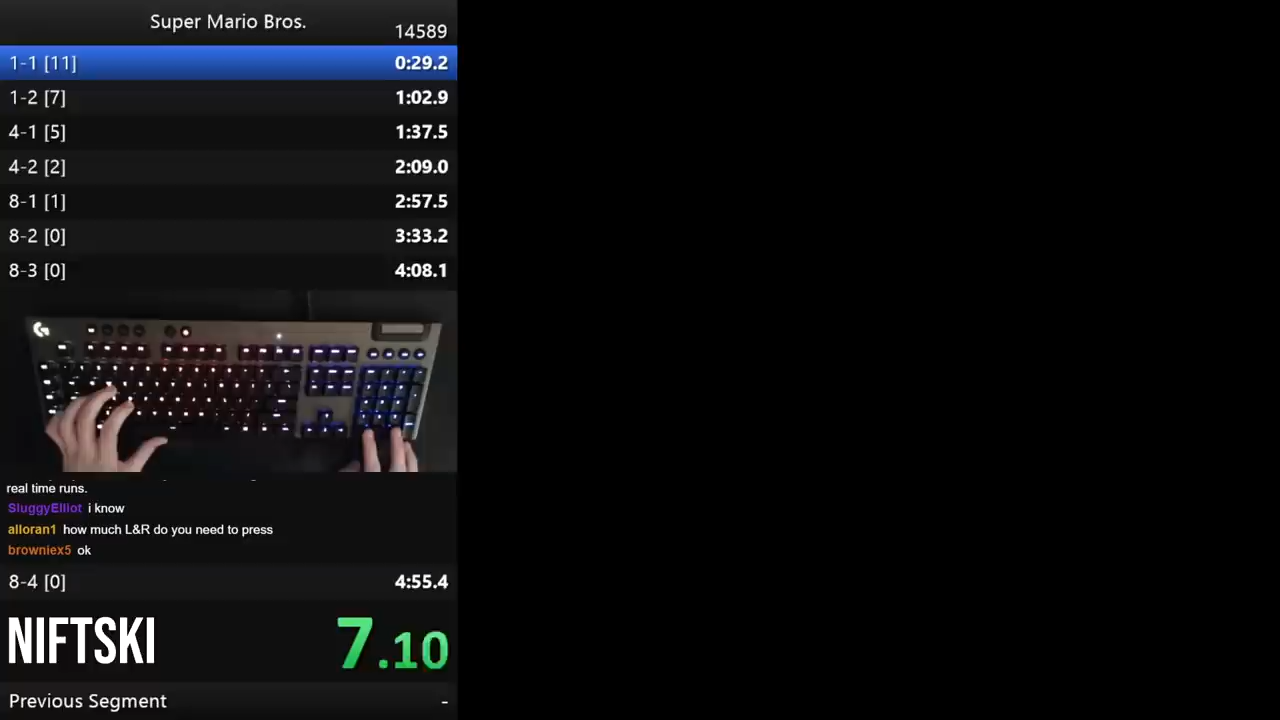 Super Mario Bros.
14589
1-1 [11] 0:29.2
1-2 [7] 1:02.9
4-1 [5] 1:37.5
4-2 [2] 2:09.0
8-1 [1] 2:57.5
8-2 [0] 3:33.2
8-3 [0] 4:08.1
real time runs.
SluggyElliot i know
alloran1 how much L&R do you need to press
browniex5 ok
8-4 [0] 4:55.4
NIFTSKI 7.10
Previous Segment -